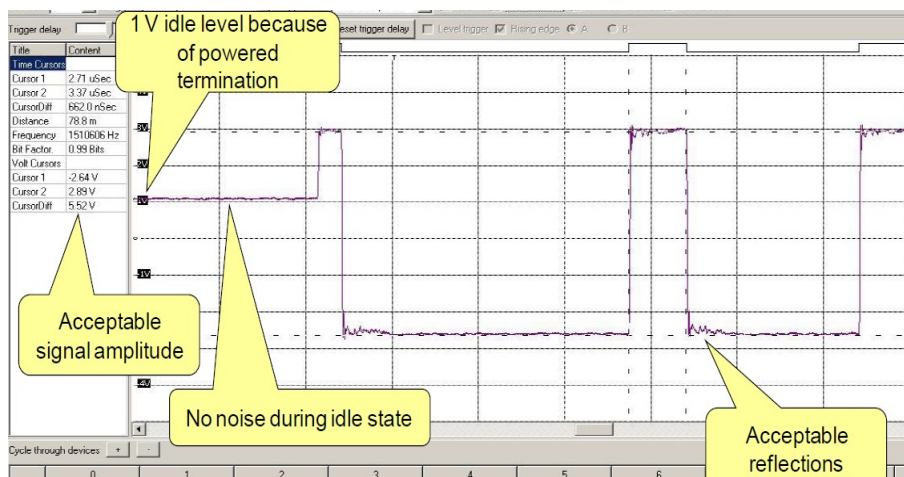 Trigger delay
eset trigger delay
Level trigger
Rising edge
A
B
1 V idle level because
of powered
termination
Title Content
Time Cursors
Cursor 1 2.71 uSec
Cursor 2 3.37 uSec
CursorDiff 662.0 nSec
Distance 78.8 m
Frequency 1510606 Hz
Bit Factor. 0.99 Bits
Volt Cursors
Cursor 1 -2.64 V
Cursor 2 2.89 V
CursorDiff 5.52 V
3V
2V
1V
0
-1V
-4V
Acceptable
signal amplitude
No noise during idle state
Acceptable
reflections
Cycle through devices + -
0 1 2 3 4 5 6